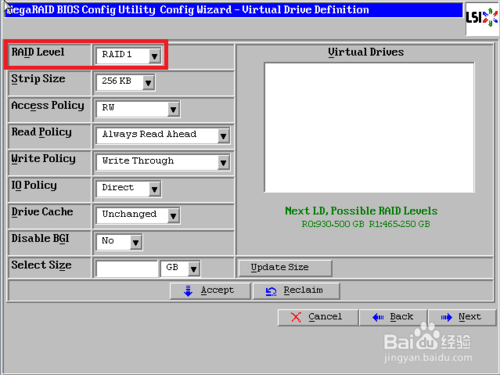 MegaRAID BIOS Config Utility Config Wizard - Virtual Drive Definition
LSI
RAID Level RAID 1
Virtual Drives
Strip Size 256 KB
Access Policy RW
Read Policy Always Read Ahead
Write Policy Write Through
IO Policy Direct
Drive Cache Unchanged
Next LD, Possible RAID Levels
R0:930-500 GB R1:465-250 GB
Disable BGI No
Select Size GB Update Size
Accept Reclaim
Cancel Back Next
Baidu 经验
jingyan.baidu.com